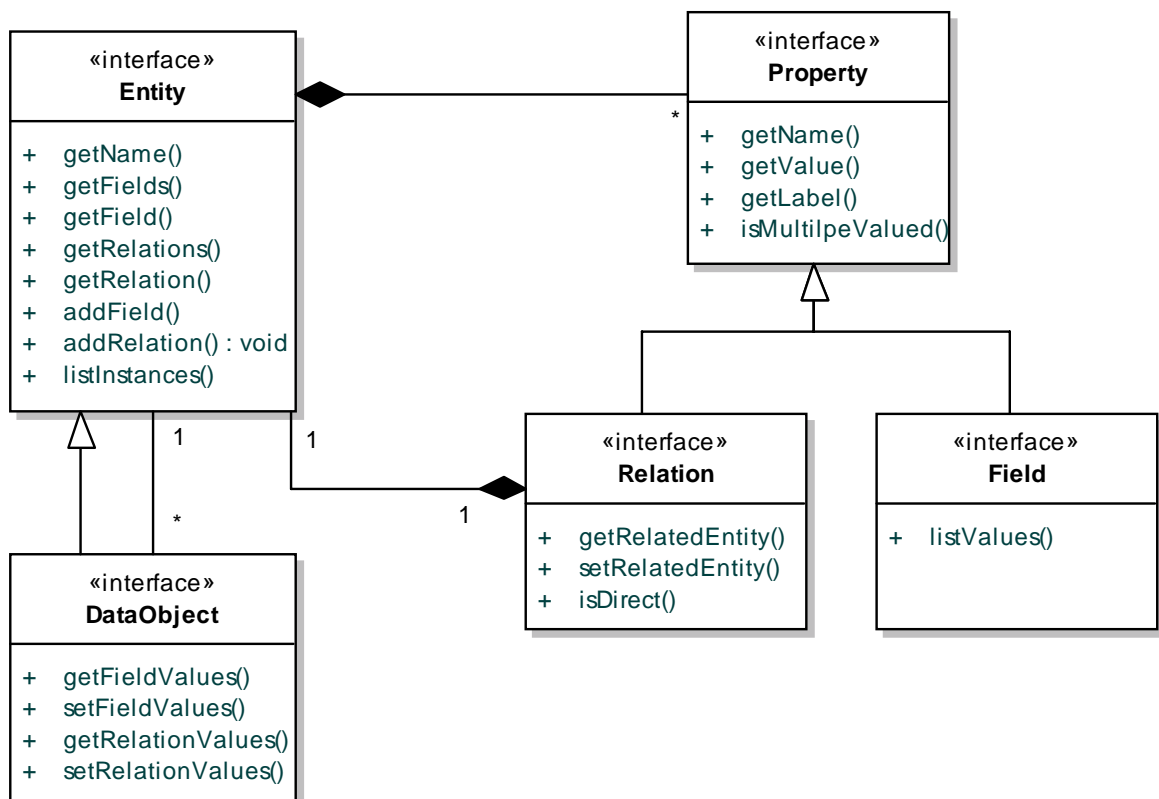 «interface»
Entity
+ getName()
+ getFields()
+ getField()
+ getRelations()
+ getRelation()
+ addField()
+ addRelation() : void
+ listInstances()
*
«interface»
Property
+ getName()
+ getValue()
+ getLabel()
+ isMultilpeValued()
1
1
1
*
«interface»
Relation
+ getRelatedEntity()
+ setRelatedEntity()
+ isDirect()
«interface»
Field
+ listValues()
«interface»
DataObject
+ getFieldValues()
+ setFieldValues()
+ getRelationValues()
+ setRelationValues()